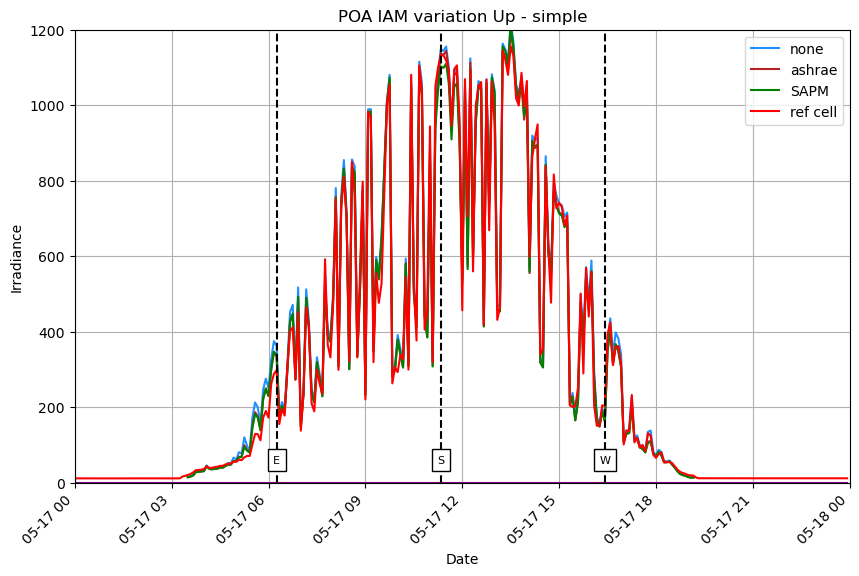 POA IAM variation Up - simple
none
ashrae
SAPM
ref cell
Irradiance
1200
1000
800
600
400
200
0
E
S
W
05-17 00
05-17 03
05-17 06
05-17 09
05-17 12
05-17 15
05-17 18
05-17 21
05-18 00
Date